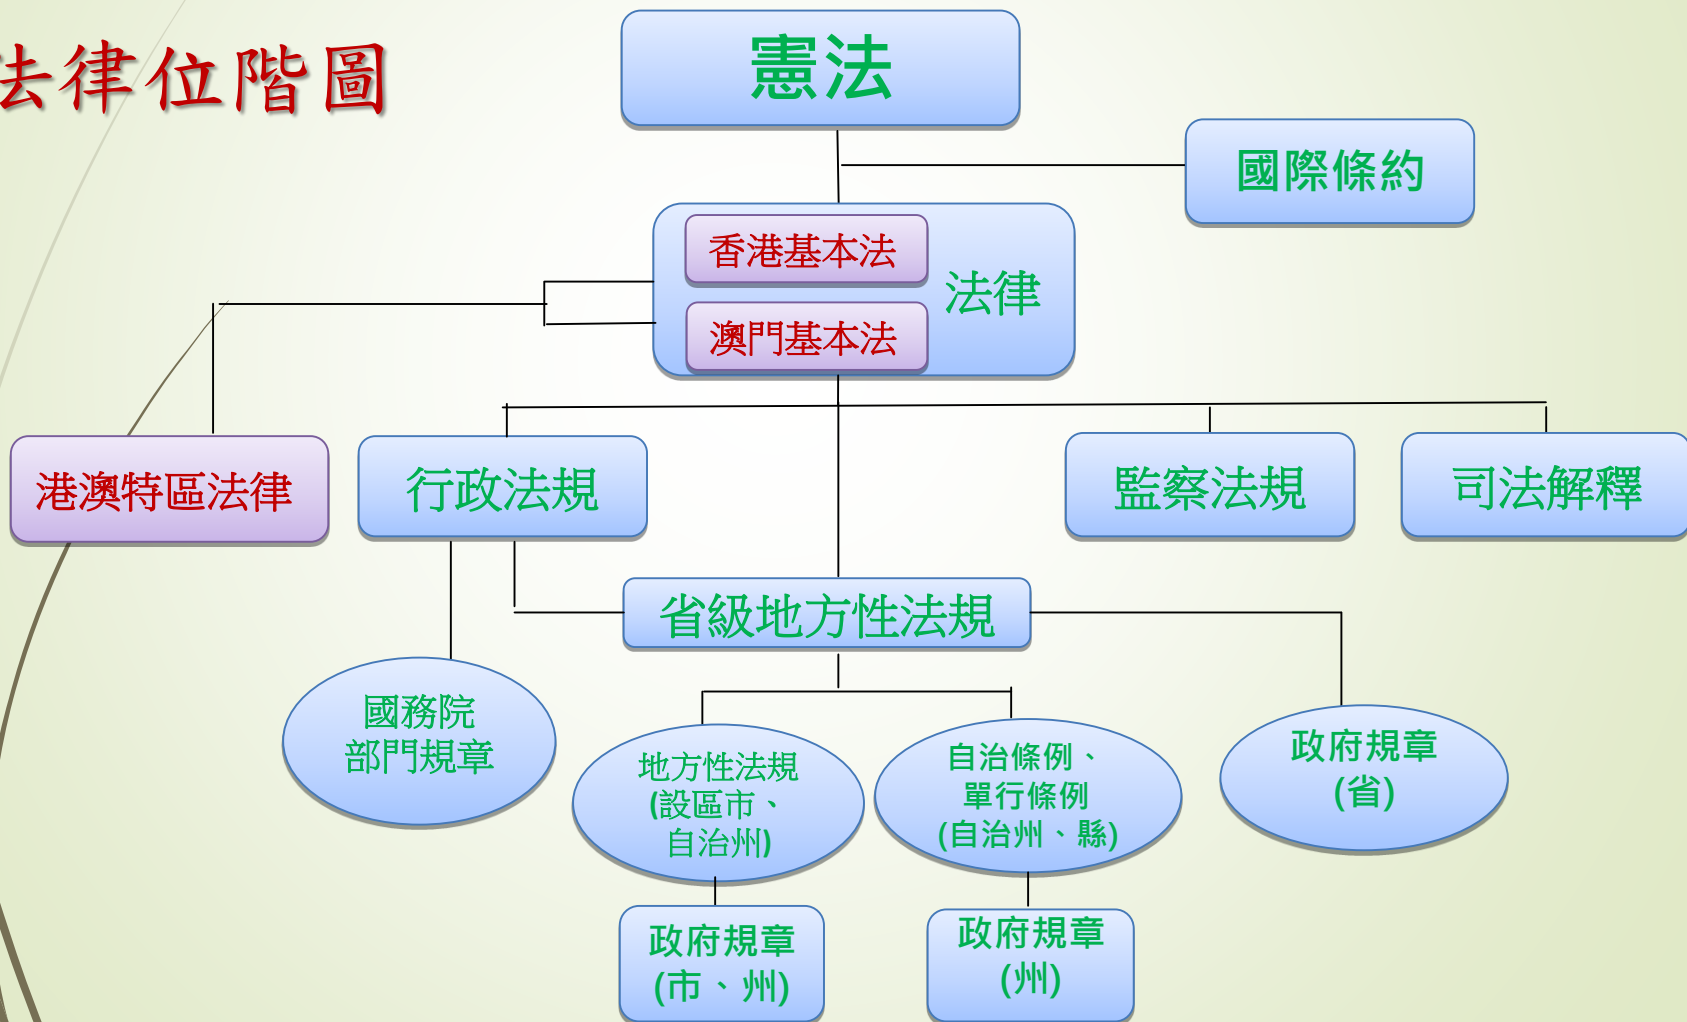 法律位階圖
憲法
國際條約
香港基本法
法律
澳門基本法
港澳特區法律
行政法規
監察法規
司法解釋
省級地方性法規
國務院
部門規章
地方性法規
(設區市、
自治州)
自治條例、
單行條例
(自治州、縣)
政府規章
(省)
政府規章
(市、州)
政府規章
(州)